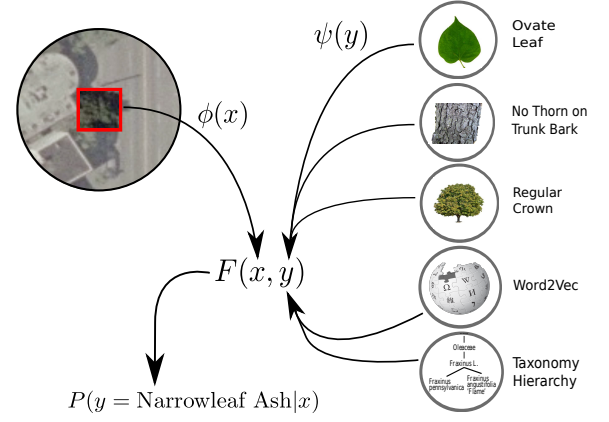 ψ(y)
Ovate
Leaf
ϕ(x)
No Thorn on
Trunk Bark
Regular
Crown
F(x, y)
Word2Vec
Ω W
И
Oleaceae
Fraxinus L.
Fraxinus
pennsylvanica
Fraxinus
angustifolia
'Flame'
Taxonomy
Hierarchy
P(y = Narrowleaf Ash|x)